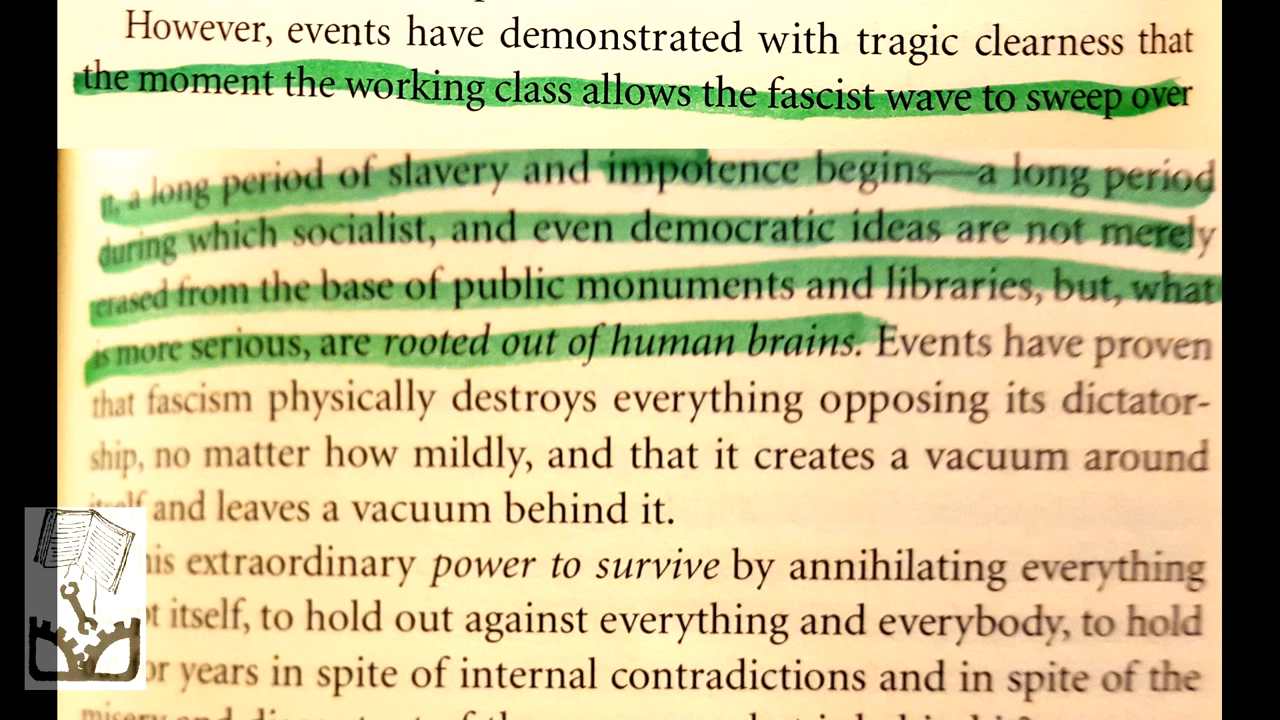 However, events have demonstrated with tragic clearness that
the moment the working class allows the fascist wave to sweep over
it, a long period of slavery and impotence begins—a long period
during which socialist, and even democratic ideas are not merely
erased from the base of public monuments and libraries, but, what
is more serious, are rooted out of human brains. Events have proven
that fascism physically destroys everything opposing its dictator-
ship, no matter how mildly, and that it creates a vacuum around
itself and leaves a vacuum behind it.
his extraordinary power to survive by annihilating everything
pt itself, to hold out against everything and everybody, to hold
or years in spite of internal contradictions and in spite of the
misery and